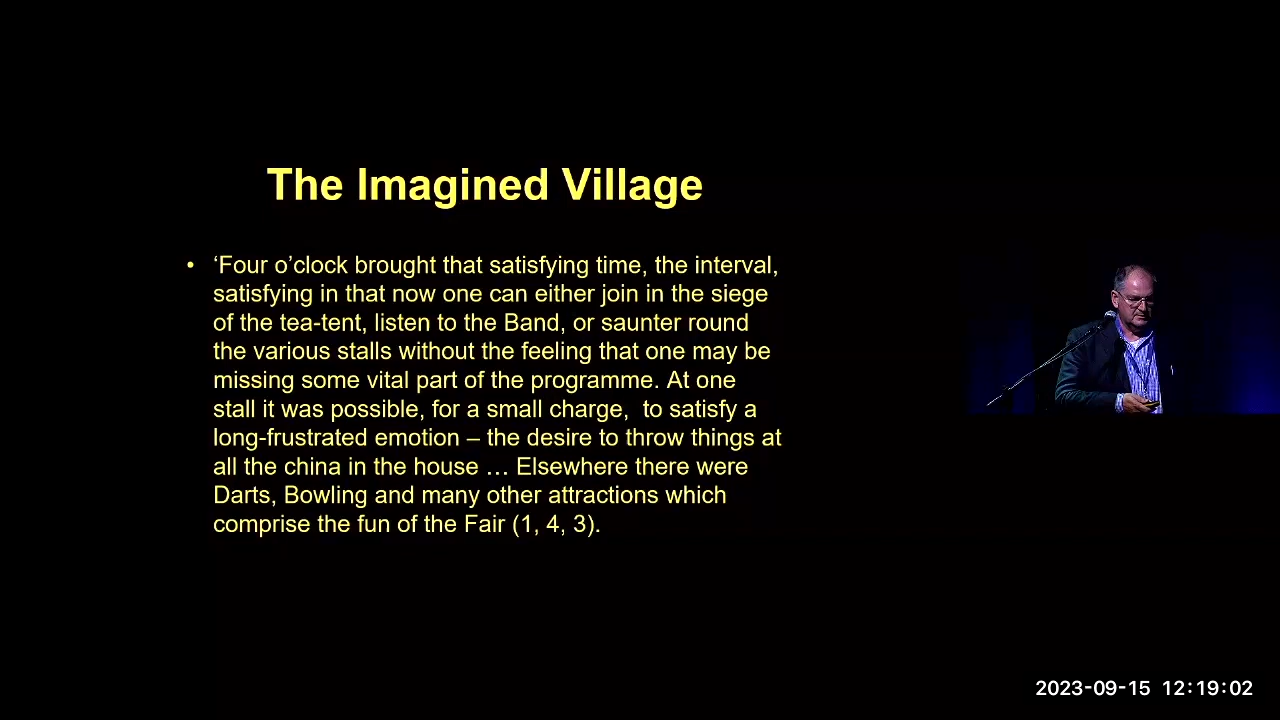 The Imagined Village
• ‘Four o’clock brought that satisfying time, the interval,
satisfying in that now one can either join in the siege
of the tea-tent, listen to the Band, or saunter round
the various stalls without the feeling that one may be
missing some vital part of the programme. At one
stall it was possible, for a small charge,  to satisfy a
long-frustrated emotion – the desire to throw things at
all the china in the house … Elsewhere there were
Darts, Bowling and many other attractions which
comprise the fun of the Fair (1, 4, 3).
2023-09-15 12:19:02